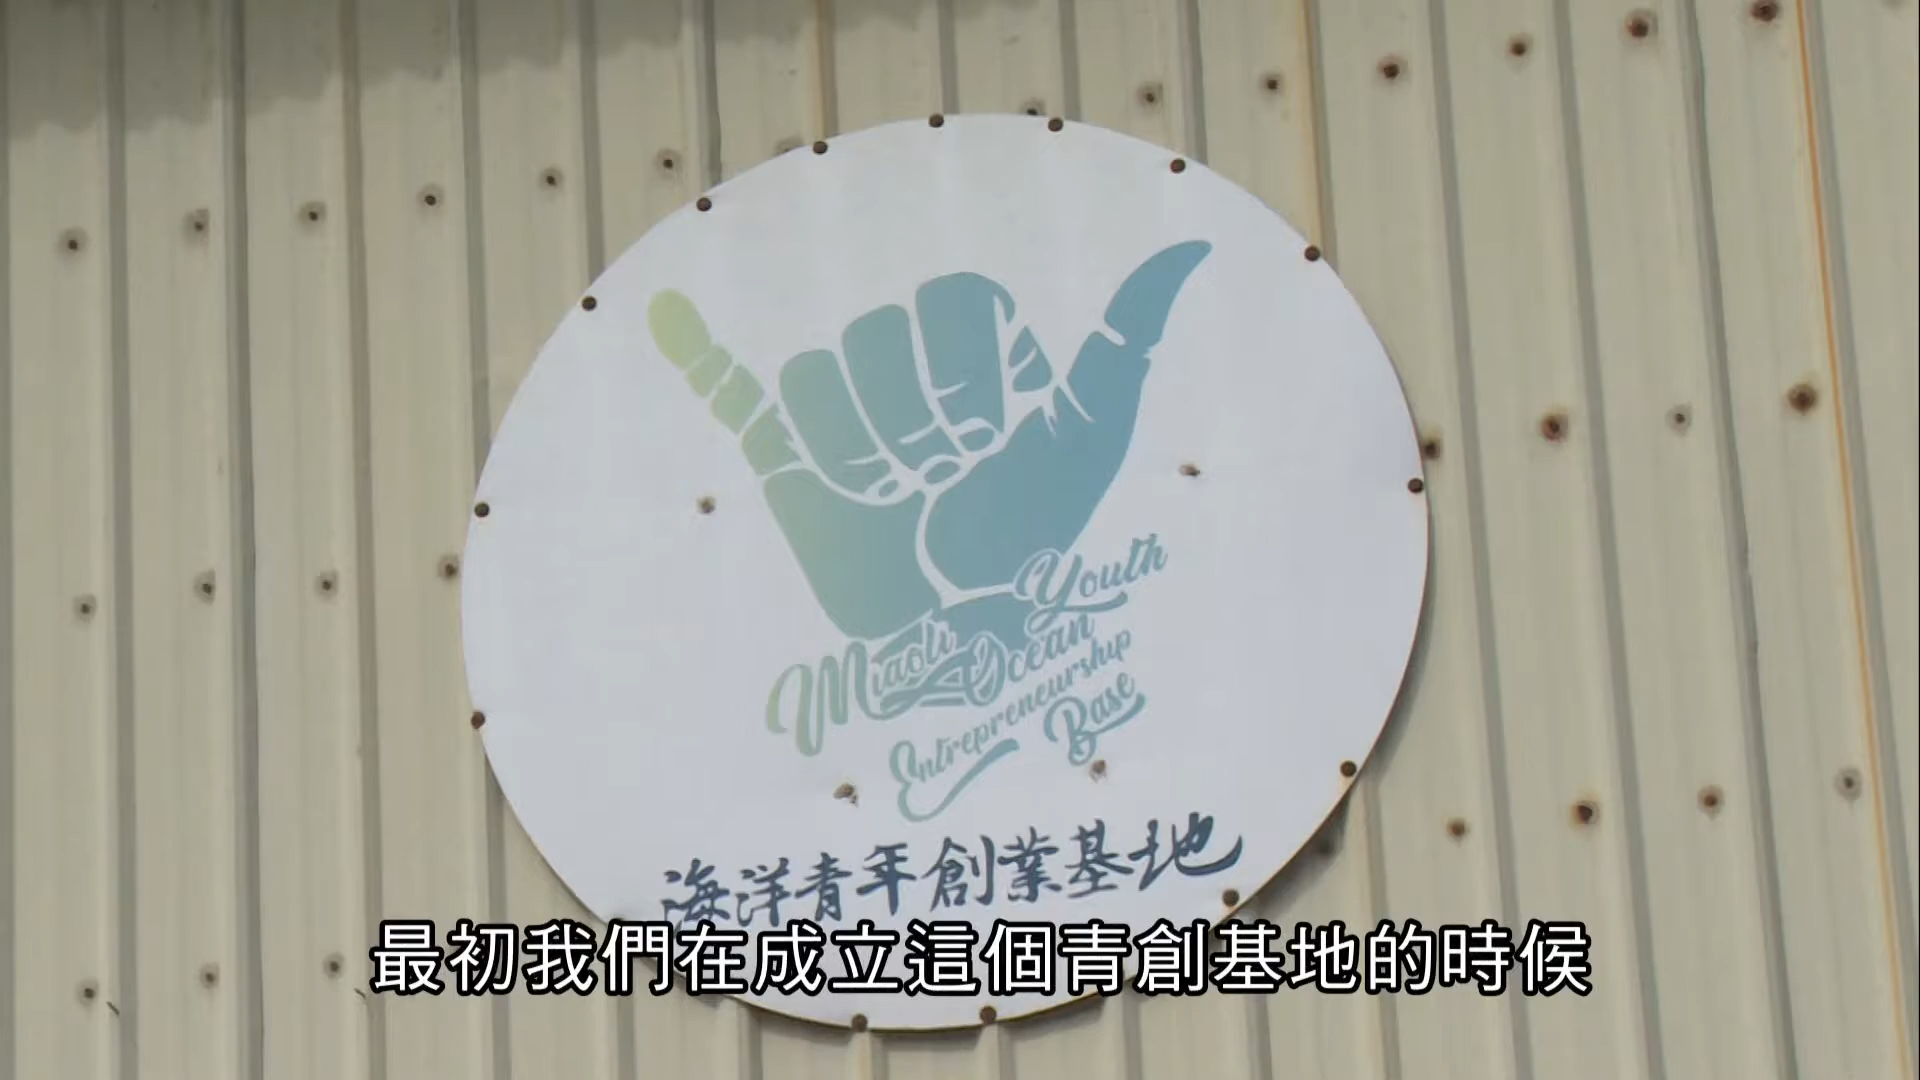 Youth
Miaoli Ocean
Entrepreneurship
Base
海洋青年創業基地
最初我們在成立這個青創基地的時候